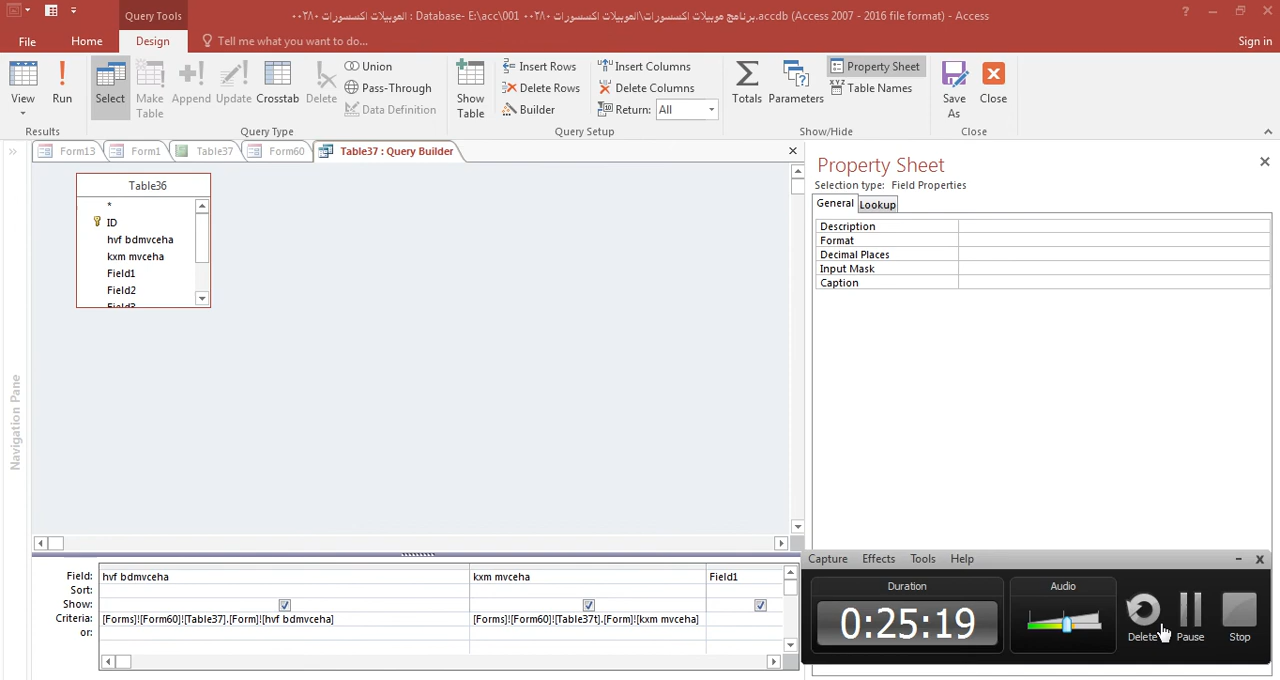 Query Tools
الموبيلات اكسسورات ٠٠٣٨٠ : Database- E:\acc\001 ٠٠٣٨٠ برنامج موبيلات اكسسورات\الموبيلات اكسسورات.accdb (Access 2007 - 2016 file format) - Access
File Home Design Tell me what you want to do... Sign in
View Run Select Make Table Append Update Crosstab Delete
Union
Pass-Through
Data Definition
Show Table
Insert Rows
Delete Rows
Builder
Insert Columns
Delete Columns
Return: All
Totals Parameters
Property Sheet
Table Names
Save As Close
Results Query Type Query Setup Show/Hide Close
Form13 Form1 Table37 Form60 Table37 : Query Builder
Navigation Pane
Table36
*
ID
hvf bdmvceha
kxm mvceha
Field1
Field2
Field3
Property Sheet
Selection type: Field Properties
General Lookup
Description
Format
Decimal Places
Input Mask
Caption
Field: hvf bdmvceha kxm mvceha Field1
Sort:
Show:
Criteria: [Forms]![Form60]![Table37].[Form]![hvf bdmvceha] [Forms]![Form60]![Table37t].[Form]![kxm mvceha]
or:
Capture Effects Tools Help
Duration
0:25:19
Audio
Delete Pause Stop